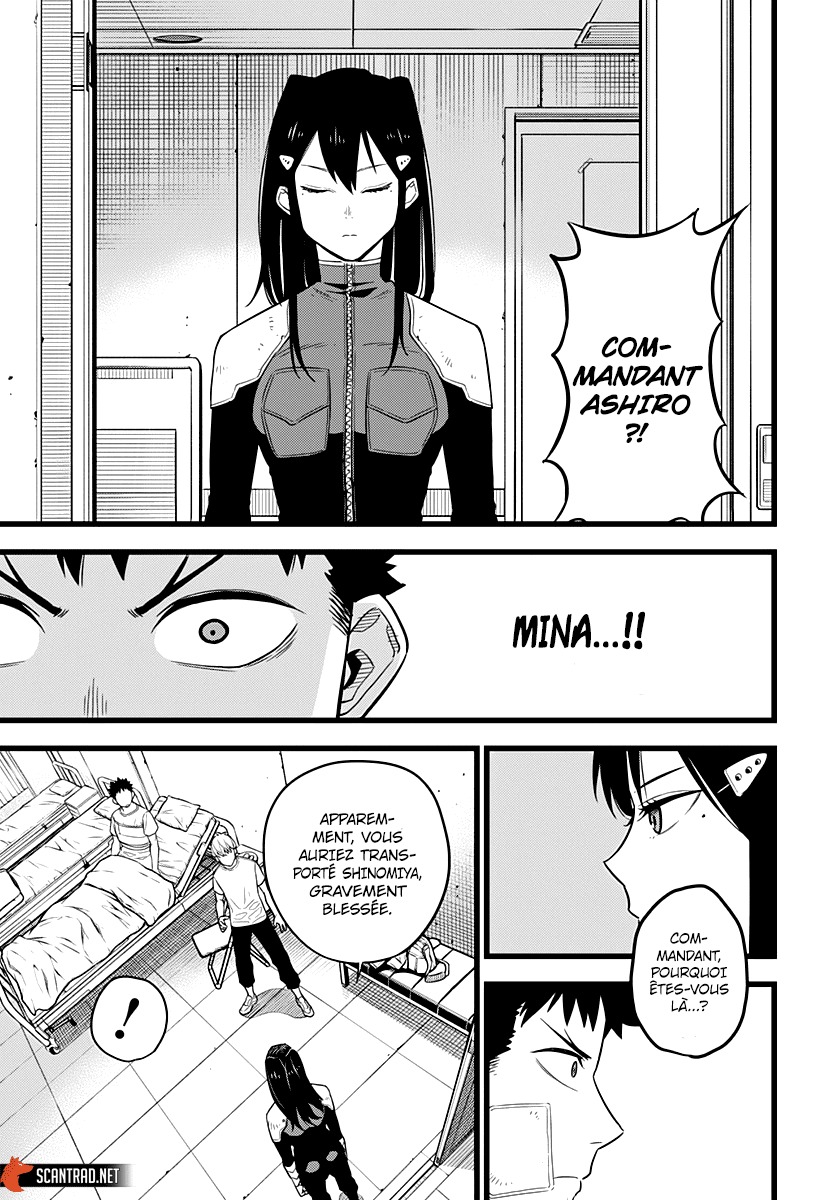 COM-
MANDANT
ASHIRO
?!
MINA...!!
COM-
MANDANT,
POURQUOI
ÊTES-VOUS
LÀ...?
APPAREM-
MENT, VOUS
AURIEZ TRANS-
PORTÉ SHINOMIYA,
GRAVEMENT
BLESSÉE.
!
SCANTRAD.NET